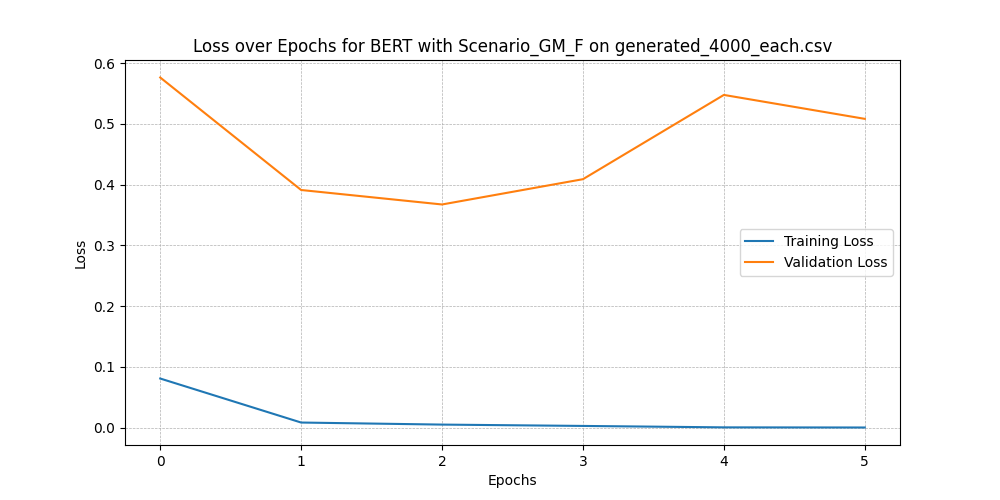 Loss over Epochs for BERT with Scenario_GM_F on generated_4000_each.csv
0.6
0.5
0.4
0.3
0.2
0.1
0.0
Loss
Training Loss
Validation Loss
0 1 2 3 4 5
Epochs